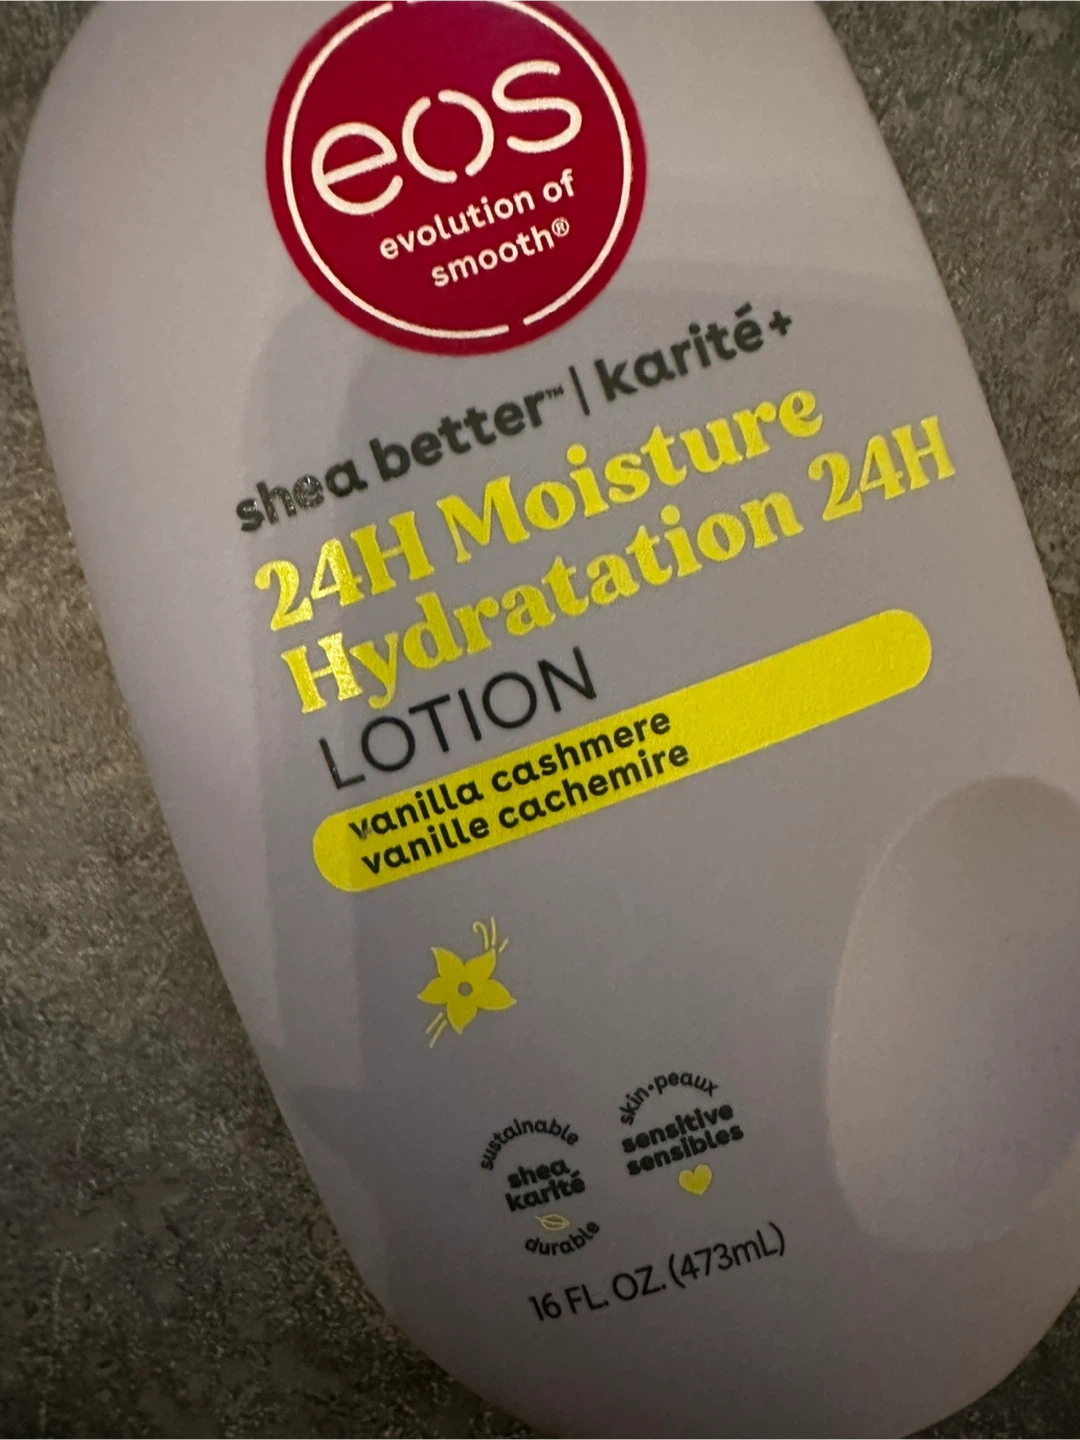 eos
evolution of
smooth®
shea better™ | karité+
24H Moisture
Hydratation 24H
LOTION
vanilla cashmere
vanille cachemire
sustainable
shea
karité
durable
skin•peaux
sensitive
sensibles
16 FL. OZ. (473mL)